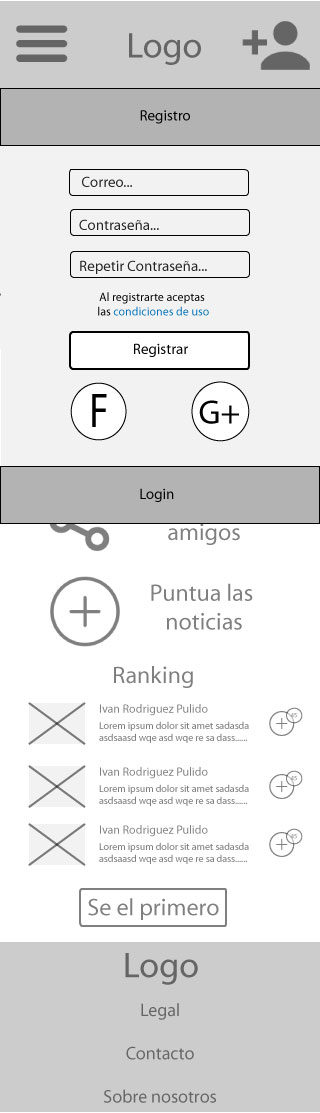 Logo
Registro
Correo...
Contraseña...
Repetir Contraseña...
Al registrarte aceptas
las condiciones de uso
Registrar
F
G+
Login
amigos
Puntua las
noticias
Ranking
Ivan Rodriguez Pulido
Lorem ipsum dolor sit amet sadasda
asdsaasd wqe asd wqe re sa dass......
Ivan Rodriguez Pulido
Lorem ipsum dolor sit amet sadasda
asdsaasd wqe asd wqe re sa dass......
Ivan Rodriguez Pulido
Lorem ipsum dolor sit amet sadasda
asdsaasd wqe asd wqe re sa dass......
Se el primero
Logo
Legal
Contacto
Sobre nosotros